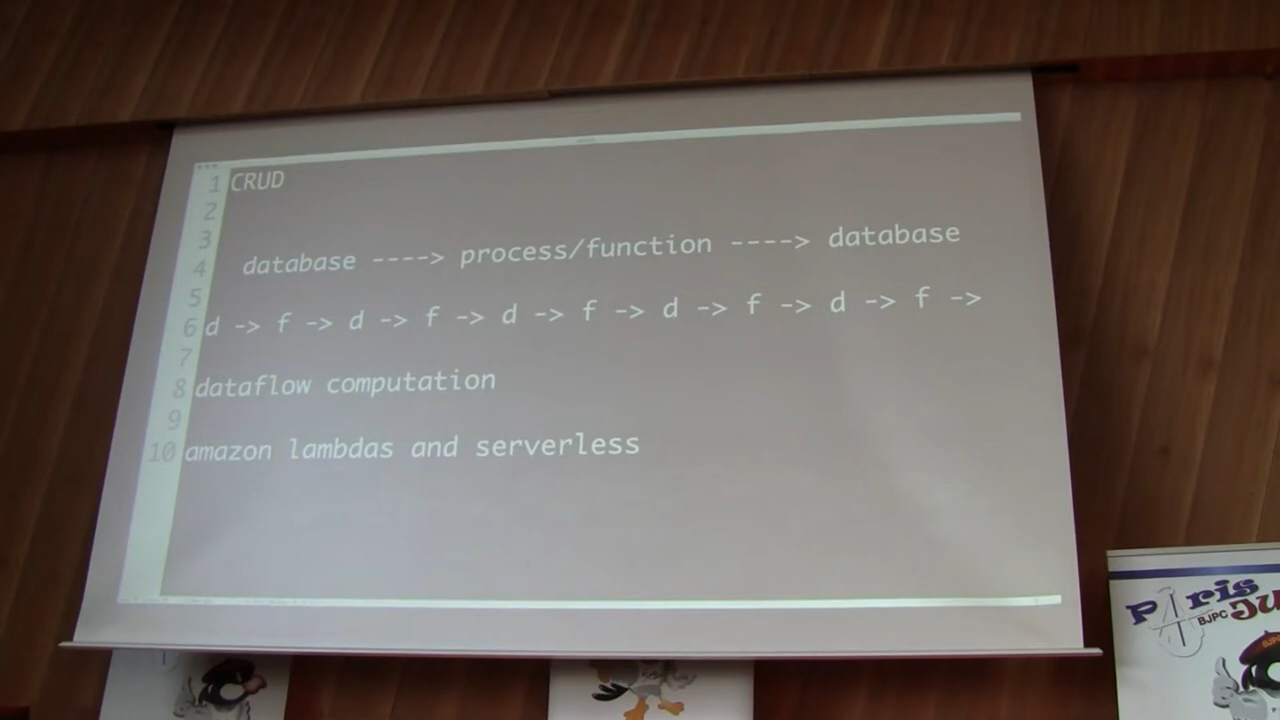 1 CRUD
2
3
4 database ----> process/function ----> database
5
6 d -> f -> d -> f -> d -> f -> d -> f -> d -> f ->
7
8 dataflow computation
9
10 amazon lambdas and serverless
Paris
BJPC